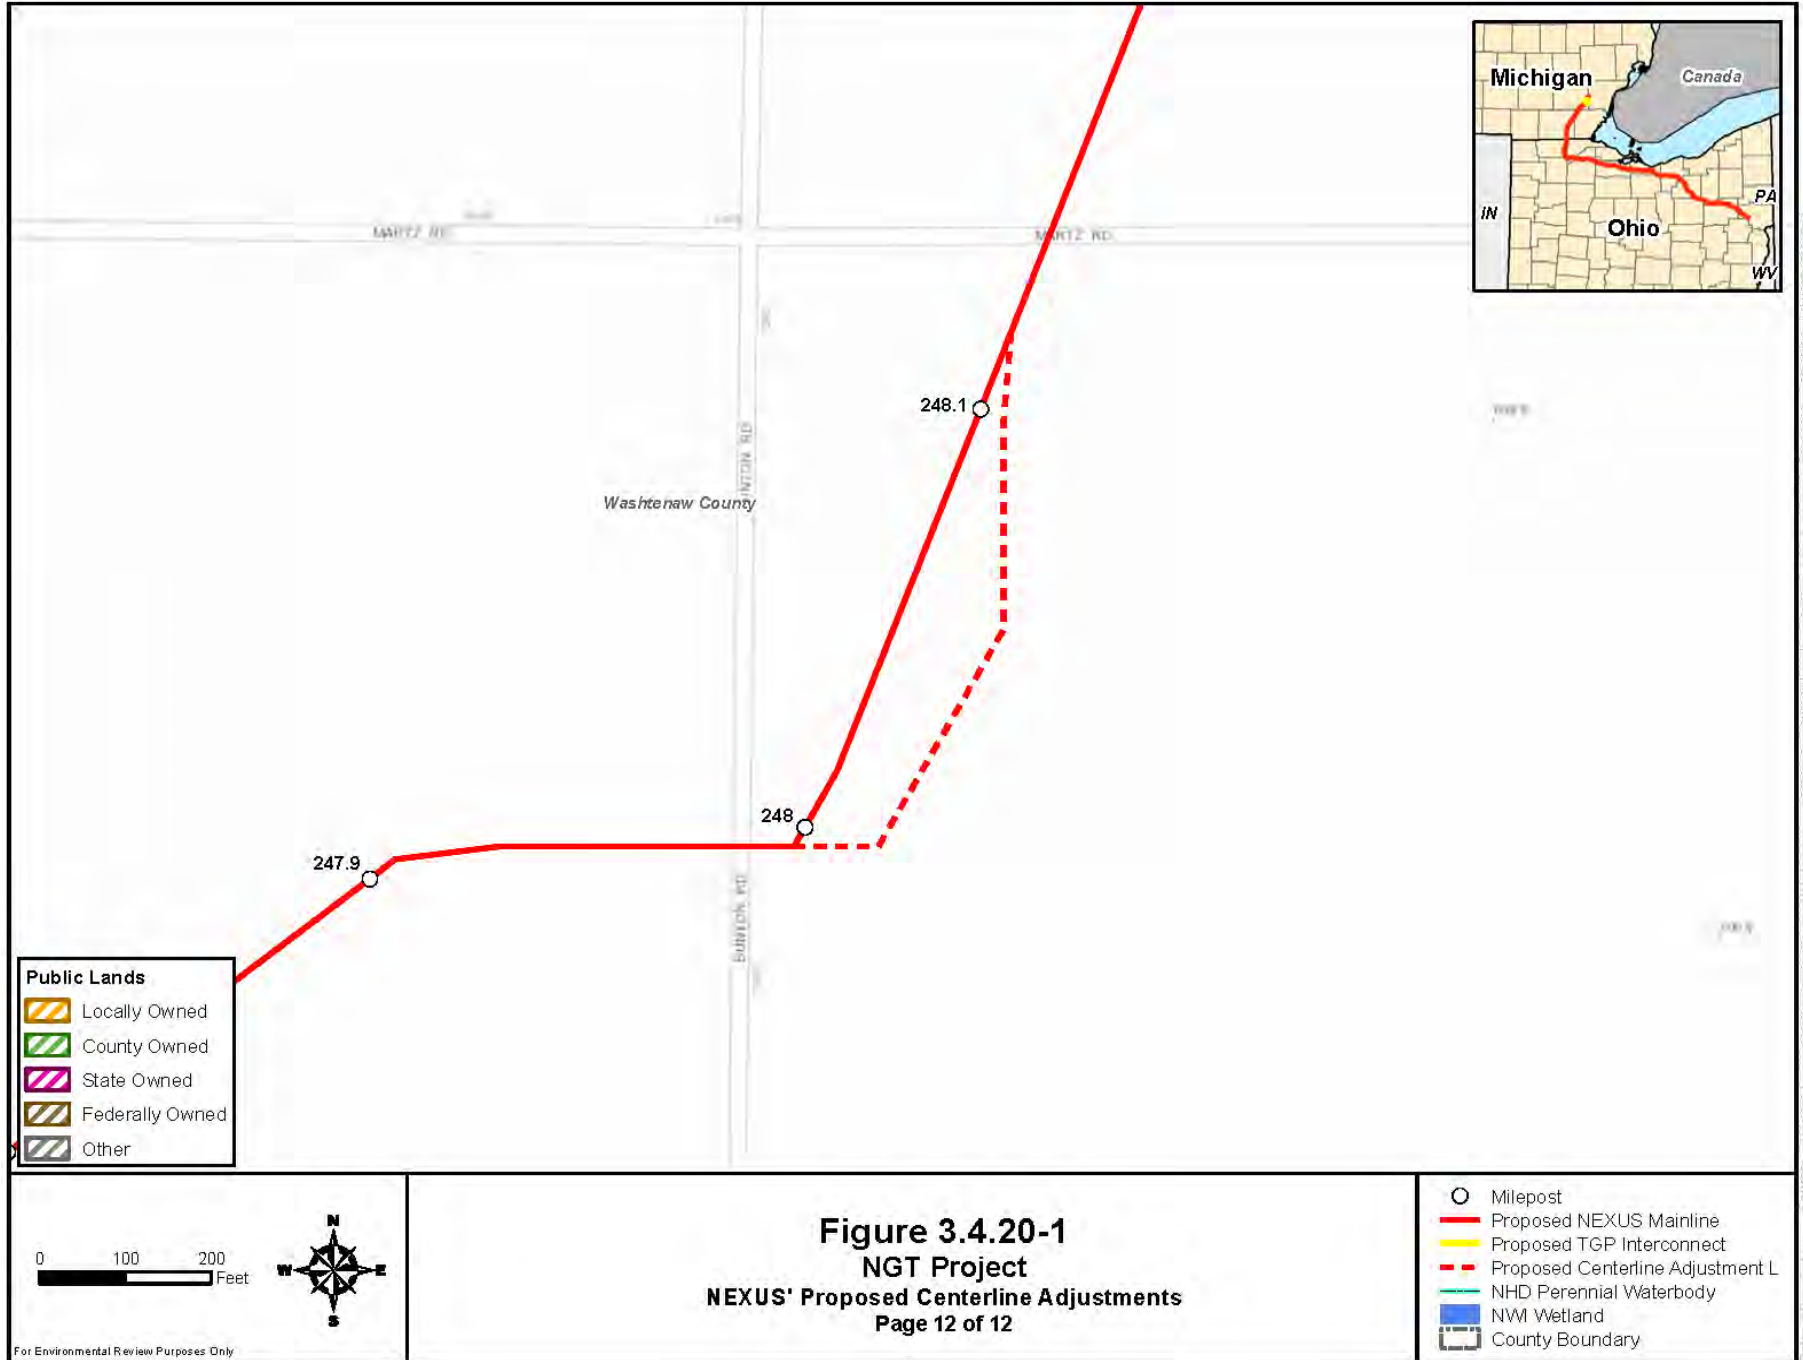 Michigan
Canada
IN
Ohio
PA
WV
MARTZ RD
MARTZ RD
248.1
Washtenaw County
248
247.9
BUNTON RD
Public Lands
Locally Owned
County Owned
State Owned
Federally Owned
Other
0 100 200
Feet
N
W E
S
For Environmental Review Purposes Only
Figure 3.4.20-1
NGT Project
NEXUS' Proposed Centerline Adjustments
Page 12 of 12
Milepost
Proposed NEXUS Mainline
Proposed TGP Interconnect
Proposed Centerline Adjustment L
NHD Perennial Waterbody
NWI Wetland
County Boundary